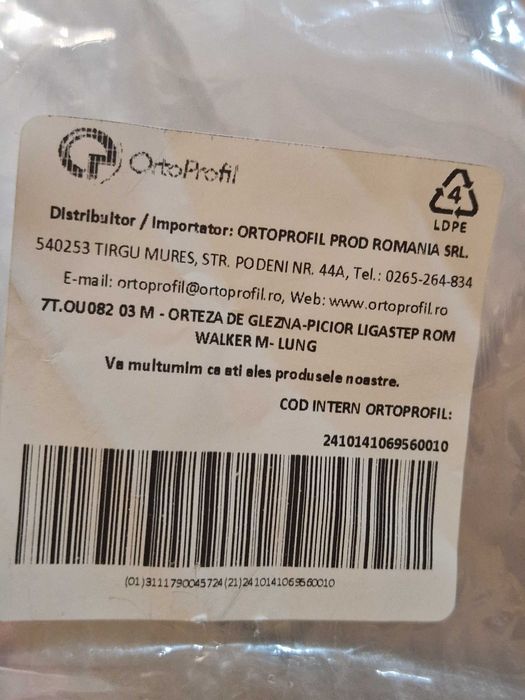 OrtoProfil
4
LDPE
Distribuitor / Importator: ORTOPROFIL PROD ROMANIA SRL.
540253 TIRGU MURES, STR. PODENI NR. 44A, Tel.: 0265-264-834
E-mail: ortoprofil@ortoprofil.ro, Web: www.ortoprofil.ro
7T.OU082 03 M - ORTEZA DE GLEZNA-PICIOR LIGASTEP ROM
WALKER M- LUNG
Va multumim ca ati ales produsele noastre.
COD INTERN ORTOPROFIL:
2410141069560010
(01)3111790045724(21)2410141069560010